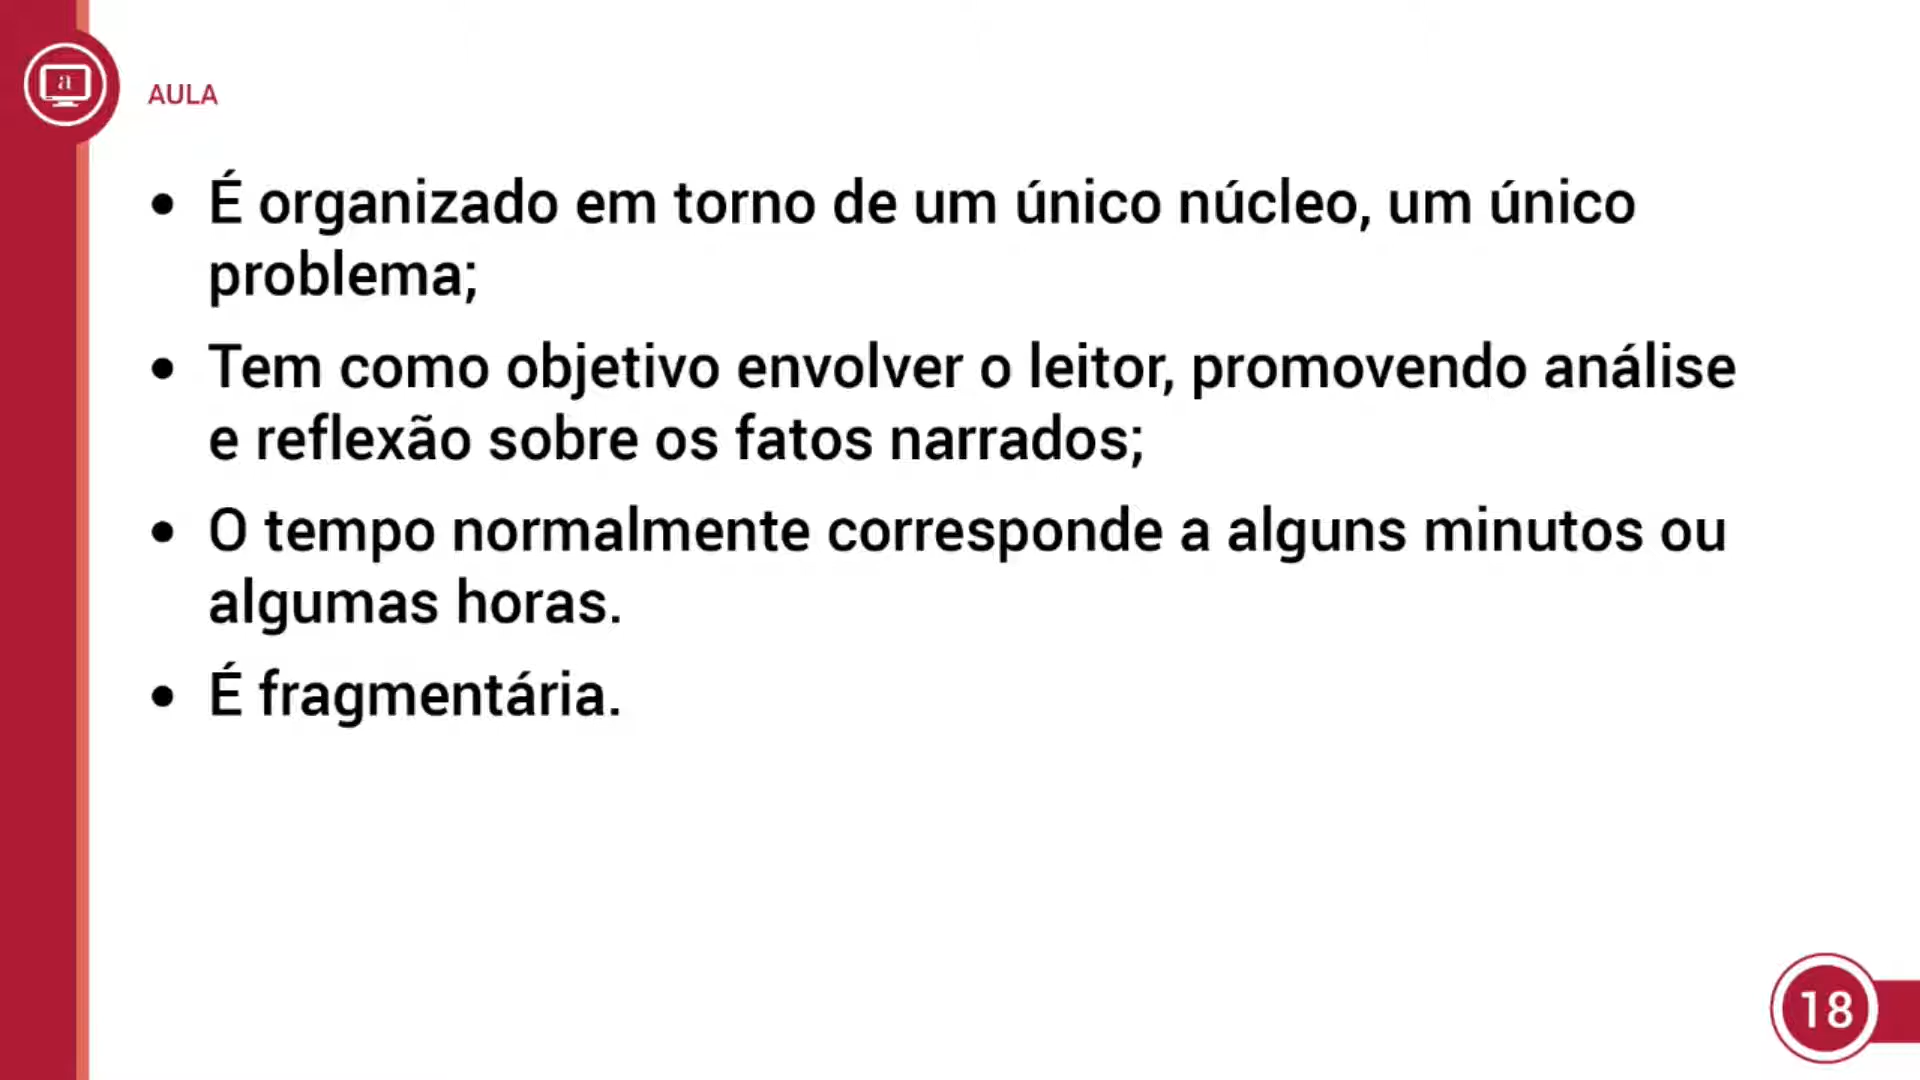 a
AULA
• É organizado em torno de um único núcleo, um único
problema;
• Tem como objetivo envolver o leitor, promovendo análise
e reflexão sobre os fatos narrados;
• O tempo normalmente corresponde a alguns minutos ou
algumas horas.
• É fragmentária.
18